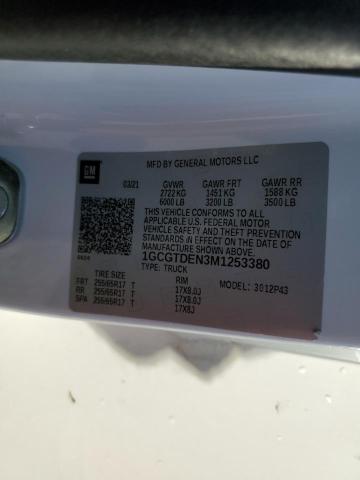 GM
MFD BY GENERAL MOTORS LLC
03/21 GVWR GAWR FRT GAWR RR
2722 KG 1451 KG 1588 KG
6000 LB 3200 LB 3500 LB
THIS VEHICLE CONFORMS TO ALL
APPLICABLE U.S. FEDERAL MOTOR
VEHICLE SAFETY AND BUMPER
STANDARDS IN EFFECT ON THE DATE OF
MANUFACTURE SHOWN ABOVE.
1GCGTDEN3M1253380
TYPE: TRUCK
MODEL: 3012P43
TIRE SIZE RIM
FRT 255/65R17 T 17X8.0J
RR 255/65R17 T 17X8.0J
SPA 255/65R17 T 17X8J